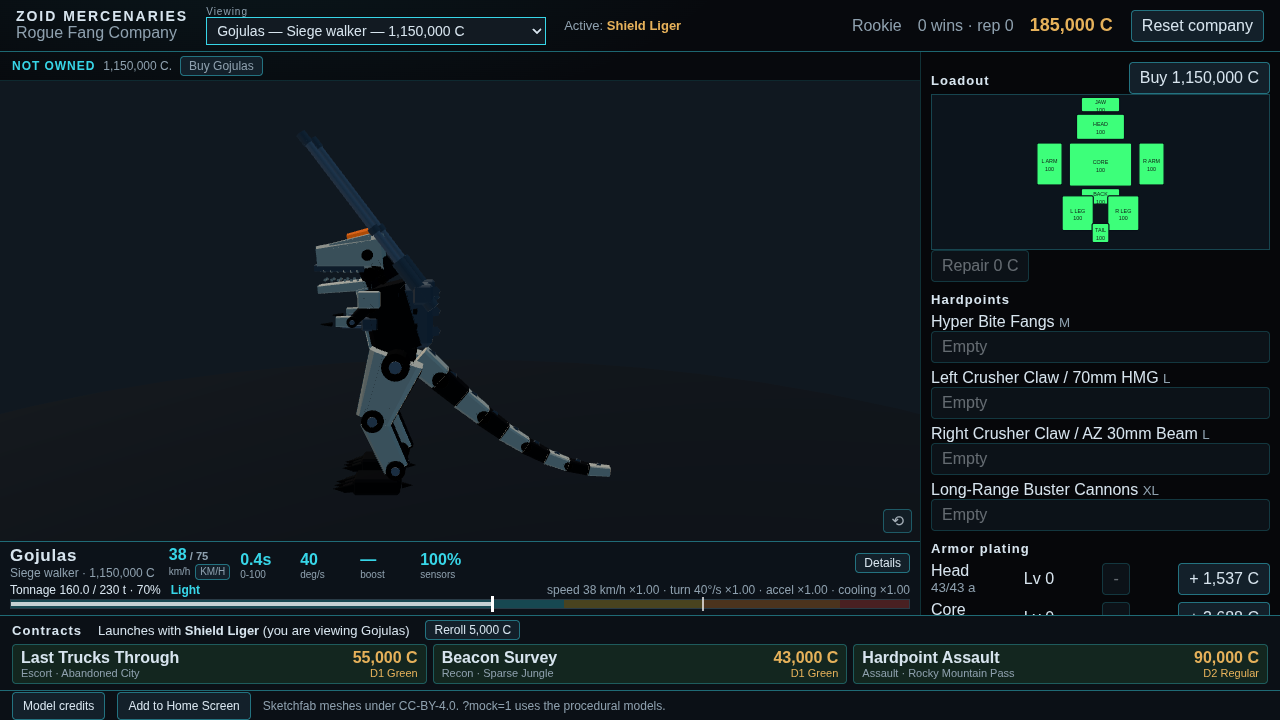 ZOID MERCENARIES
Rogue Fang Company
Viewing
Gojulas — Siege walker — 1,150,000 C
Active: Shield Liger
Rookie 0 wins · rep 0 185,000 C
Reset company
NOT OWNED 1,150,000 C. Buy Gojulas
Loadout
Buy 1,150,000 C
JAW
100
HEAD
100
L ARM
100
CORE
100
R ARM
100
BACK
100
L LEG
100
R LEG
100
TAIL
100
Repair 0 C
Hardpoints
Hyper Bite Fangs M
Empty
Left Crusher Claw / 70mm HMG L
Empty
Right Crusher Claw / AZ 30mm Beam L
Empty
Long-Range Buster Cannons XL
Empty
Armor plating
Head
43/43 a
Lv 0
-
+ 1,537 C
Core
Lv 0
+ 3,688 C
⟲
Gojulas
Siege walker · 1,150,000 C
38 / 75
km/h KM/H
0.4s
0-100
40
deg/s
—
boost
100%
sensors
Details
Tonnage 160.0 / 230 t · 70% Light
speed 38 km/h ×1.00 · turn 40°/s ×1.00 · accel ×1.00 · cooling ×1.00
Contracts Launches with Shield Liger (you are viewing Gojulas) Reroll 5,000 C
Last Trucks Through 55,000 C
Escort · Abandoned City D1 Green
Beacon Survey 43,000 C
Recon · Sparse Jungle D1 Green
Hardpoint Assault 90,000 C
Assault · Rocky Mountain Pass D2 Regular
Model credits
Add to Home Screen
Sketchfab meshes under CC-BY-4.0. ?mock=1 uses the procedural models.